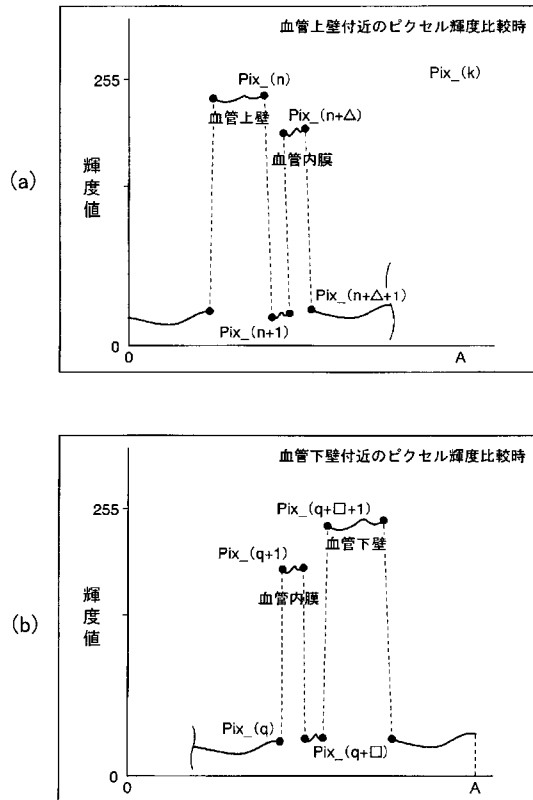 血管上壁付近のピクセル輝度比較時
255
Pix_(n)
Pix_(k)
Pix_(n+△)
血管上壁
血管内膜
(a)
輝度値
Pix_(n+△+1)
Pix_(n+1)
0
0
A
血管下壁付近のピクセル輝度比較時
255
Pix_(q+□+1)
血管下壁
Pix_(q+1)
血管内膜
(b)
輝度値
Pix_(q)
Pix_(q+□)
0
0
A